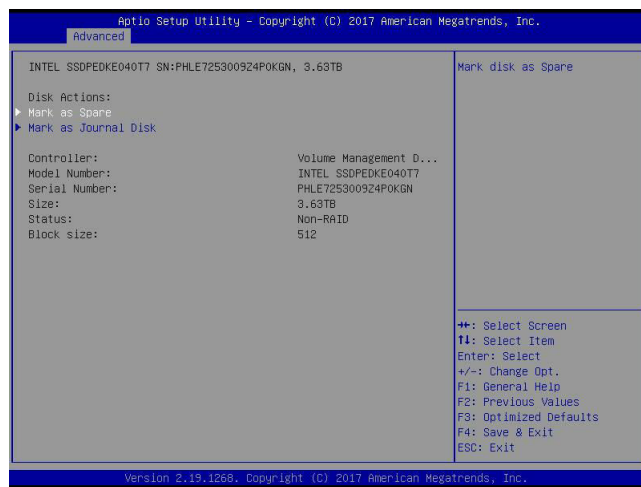 Aptio Setup Utility – Copyright (C) 2017 American Megatrends, Inc.
Advanced
INTEL SSDPEDKE040T7 SN:PHLE7253009Z4P0KGN, 3.63TB
Mark disk as Spare
Disk Actions:
Mark as Spare
Mark as Journal Disk
Controller: Volume Management D...
Model Number: INTEL SSDPEDKE040T7
Serial Number: PHLE7253009Z4P0KGN
Size: 3.63TB
Status: Non-RAID
Block size: 512
→←: Select Screen
↑↓: Select Item
Enter: Select
+/-: Change Opt.
F1: General Help
F2: Previous Values
F3: Optimized Defaults
F4: Save & Exit
ESC: Exit
Version 2.19.1268. Copyright (C) 2017 American Megatrends, Inc.